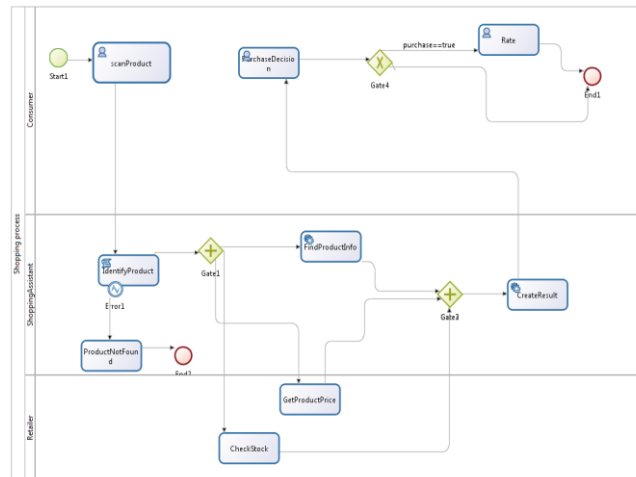 Shopping process
Consumer
Start1
scanProduct
PurchaseDecisio
n
purchase==true
Gate4
Rate
End1
ShoppingAssistant
IdentifyProduct
Error1
Gate1
FindProductInfo
Gate3
CreateResult
ProductNotFoun
d
End2
Retailer
GetProductPrice
CheckStock